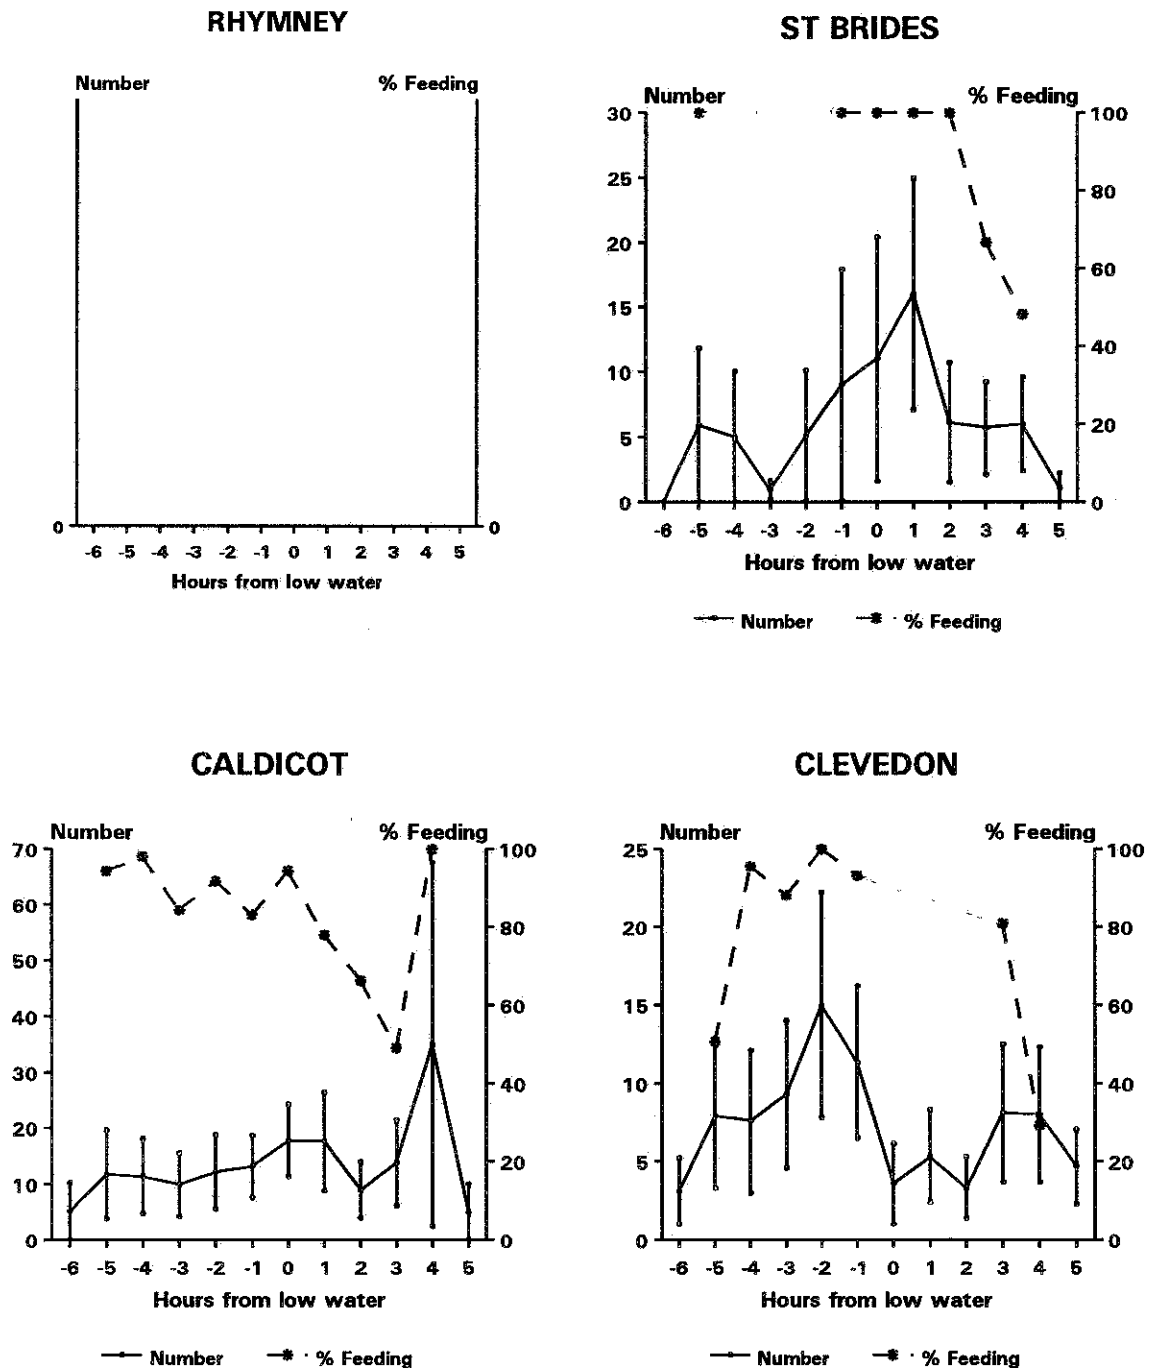 RHYMNEY
Number % Feeding
0 0
-6 -5 -4 -3 -2 -1 0 1 2 3 4 5
Hours from low water
ST BRIDES
Number % Feeding
30 100
25 80
20 60
15 40
10 20
5
0 0
-6 -5 -4 -3 -2 -1 0 1 2 3 4 5
Hours from low water
Number % Feeding
CALDICOT
Number % Feeding
70 100
60 80
50 60
40 40
30 20
20
10
0 0
-6 -5 -4 -3 -2 -1 0 1 2 3 4 5
Hours from low water
Number % Feeding
CLEVEDON
Number % Feeding
25 100
20 80
15 60
10 40
5 20
0 0
-6 -5 -4 -3 -2 -1 0 1 2 3 4 5
Hours from low water
Number % Feeding